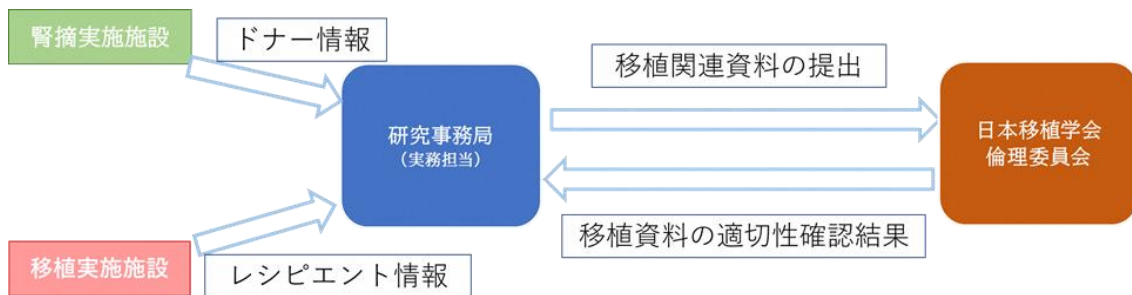 腎摘実施施設
ドナー情報
移植関連資料の提出
研究事務局
（実務担当）
日本移植学会
倫理委員会
移植資料の適切性確認結果
移植実施施設
レシピエント情報